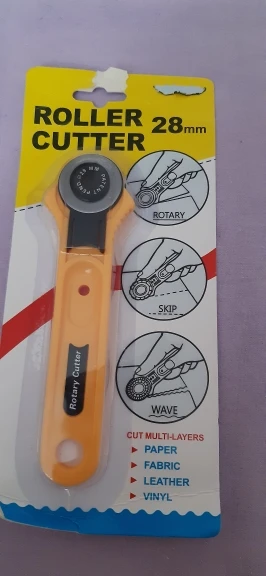 ROLLER
CUTTER
28mm
ROTARY
SKIP
WAVE
Rotary Cutter
CUT MULTI-LAYERS
PAPER
FABRIC
LEATHER
VINYL